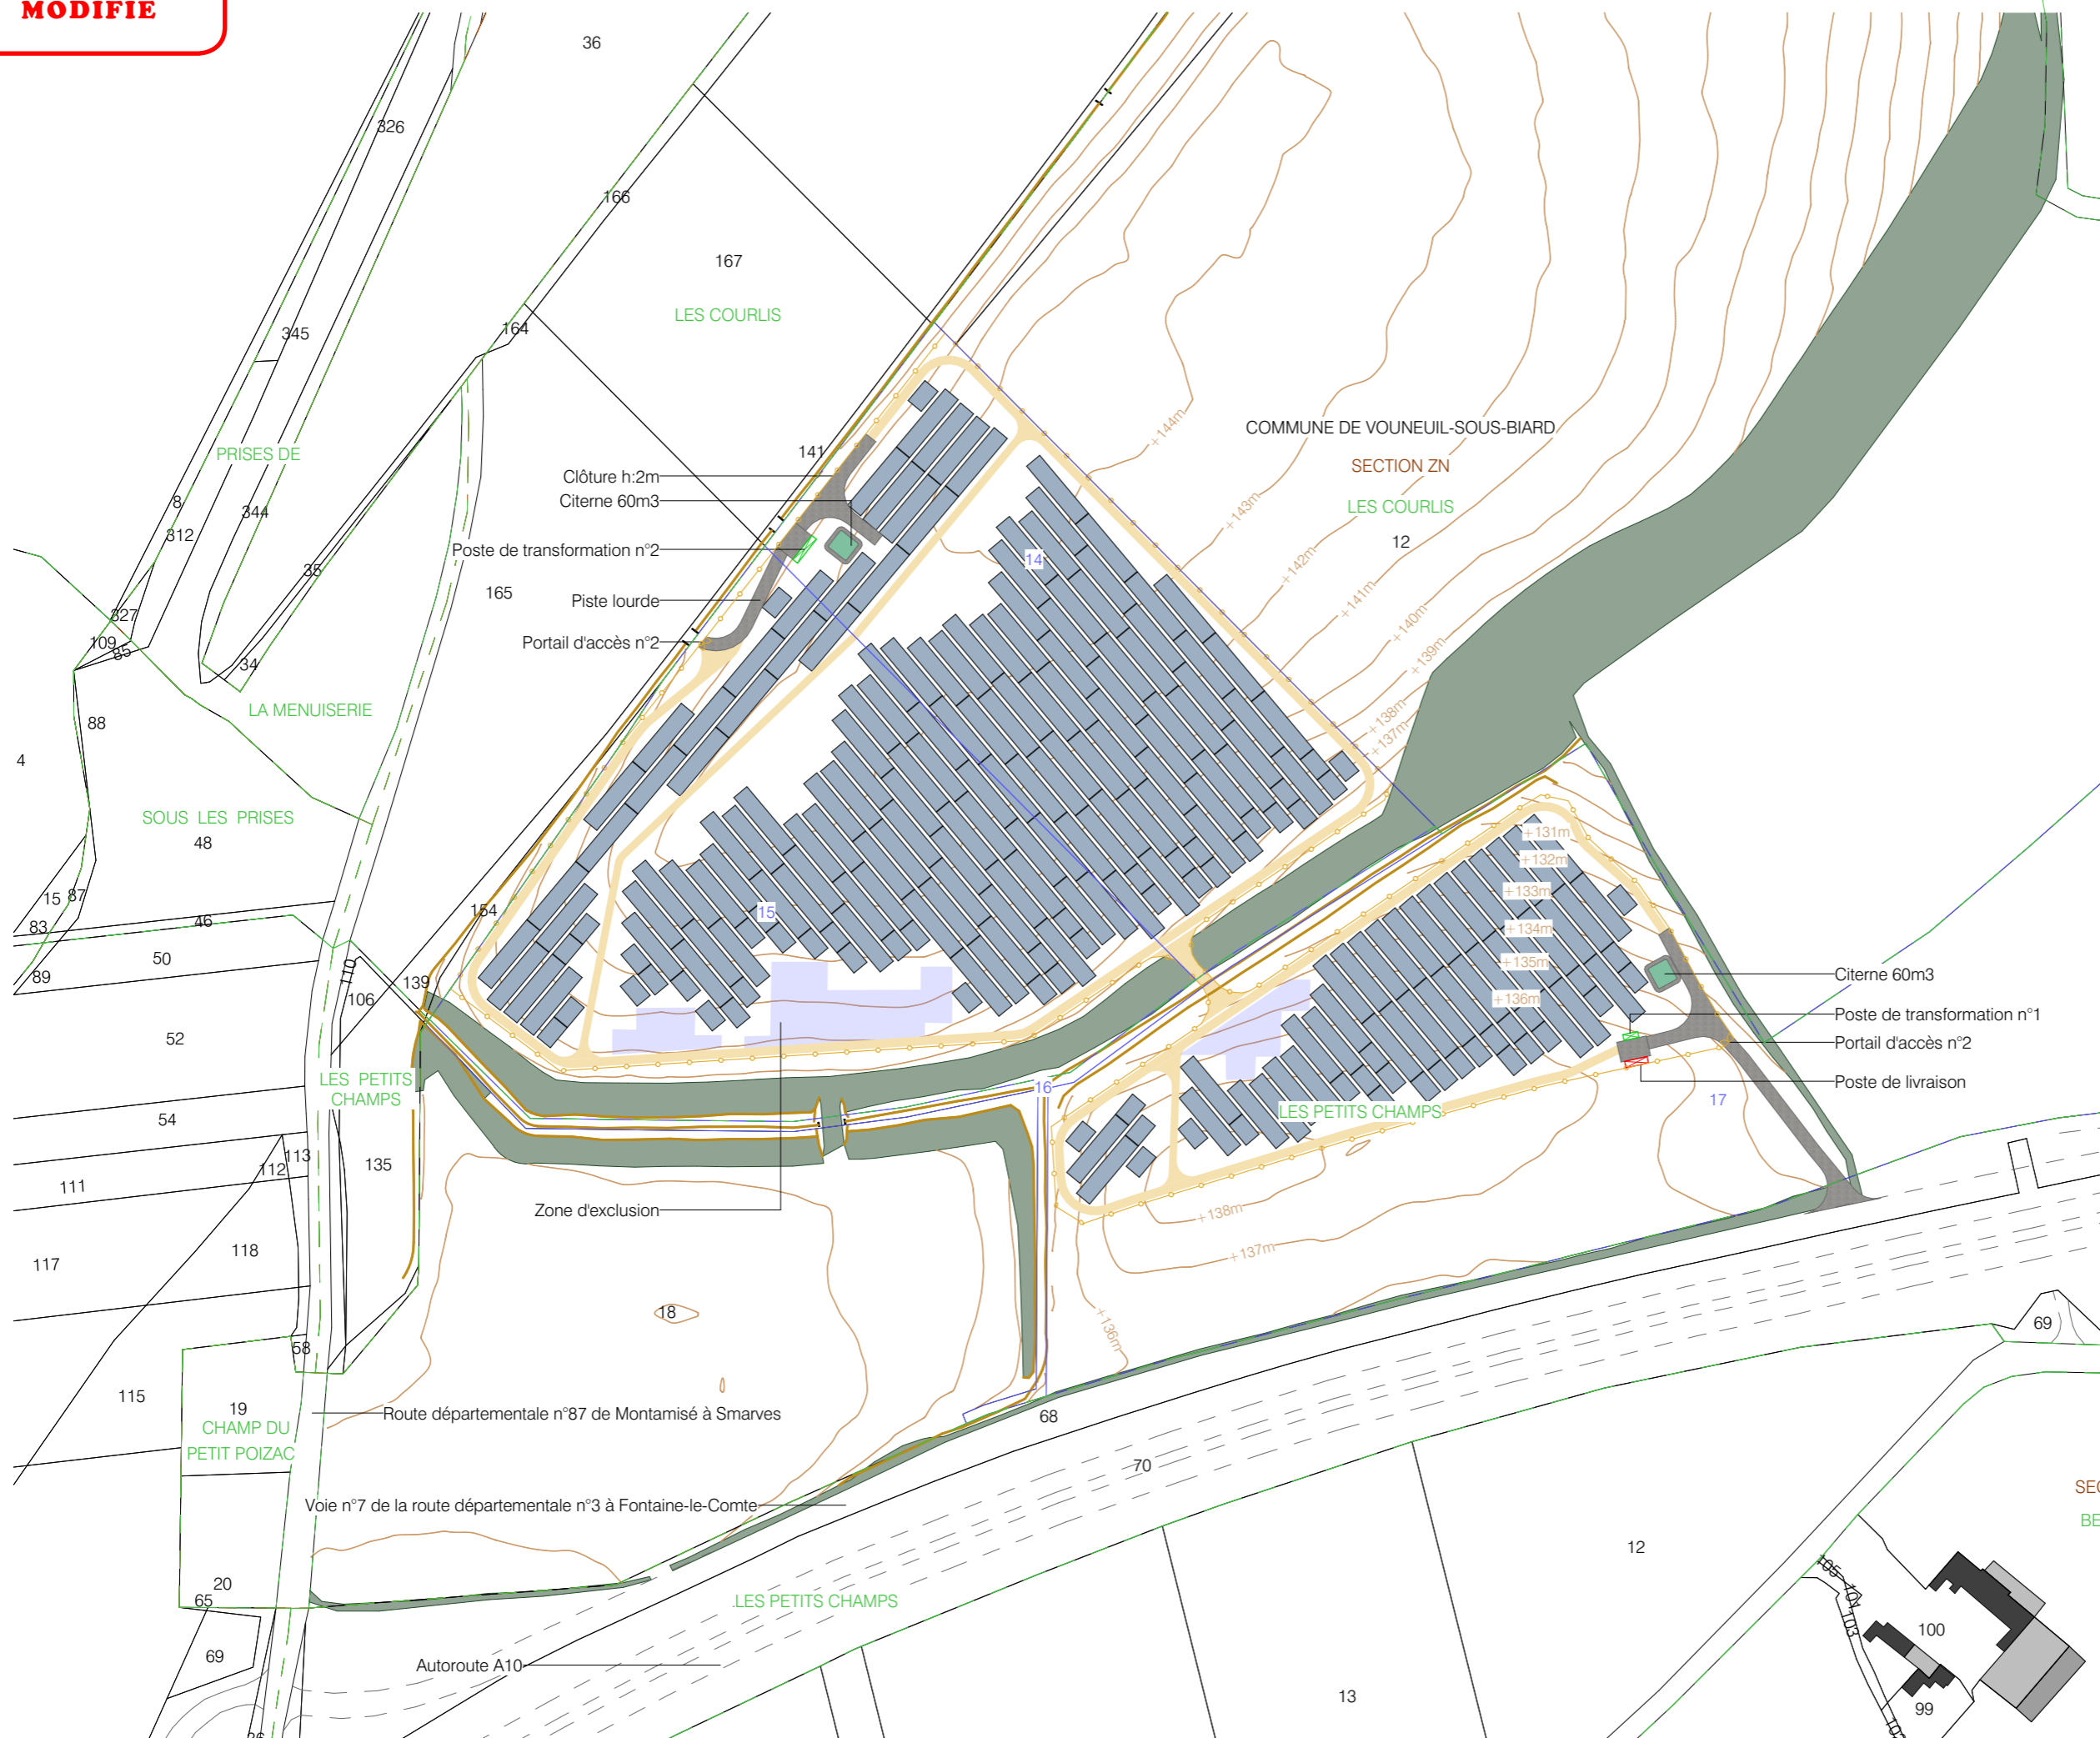 MODIFIE
36
326
166
167
LES COURLIS
345
164
141
Clôture h:2m
Citerne 60m3
Poste de transformation n°2
Piste lourde
Portail d'accès n°2
COMMUNE DE VOUNEUIL-SOUS-BIARD
SECTION ZN
LES COURLIS
12
+144m
+143m
+142m
+141m
+140m
+139m
+138m
+137m
14
PRISES DE
8
344
312
35
165
327
109
85
34
LA MENUISERIE
88
4
SOUS LES PRISES
48
15
87
83
46
154
50
89
110
139
106
52
15
+131m
+132m
+133m
+134m
+135m
+136m
Citerne 60m3
Poste de transformation n°1
Portail d'accès n°2
Poste de livraison
17
16
LES PETITS CHAMPS
LES PETITS
CHAMPS
54
113
112
135
111
118
117
Zone d'exclusion
+138m
+137m
+136m
18
58
115
19
CHAMP DU
PETIT POIZAC
Route départementale n°87 de Montamisé à Smarves
68
69
70
Voie n°7 de la route départementale n°3 à Fontaine-le-Comte
20
65
69
LES PETITS CHAMPS
Autoroute A10
12
13
105
101
103
100
99